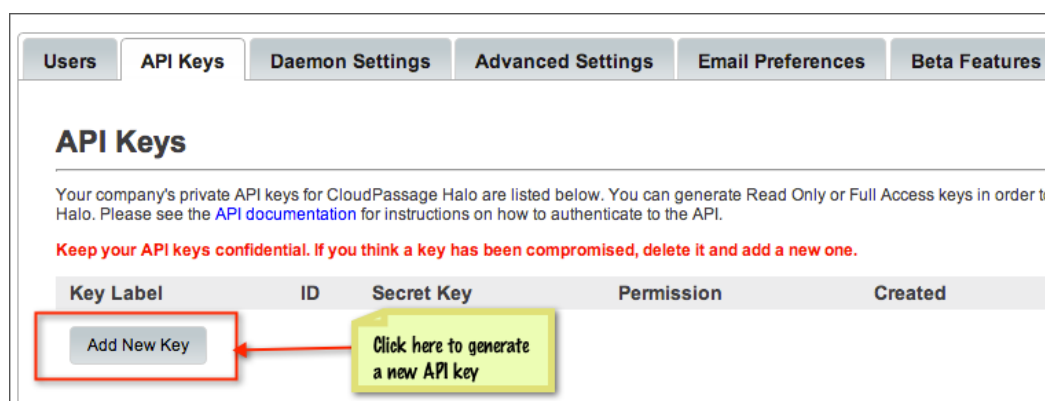 Users API Keys Daemon Settings Advanced Settings Email Preferences Beta Features
API Keys
Your company's private API keys for CloudPassage Halo are listed below. You can generate Read Only or Full Access keys in order
Halo. Please see the API documentation for instructions on how to authenticate to the API.
Keep your API keys confidential. If you think a key has been compromised, delete it and add a new one.
Key Label ID Secret Key Permission Created
Add New Key
Click here to generate
a new API key